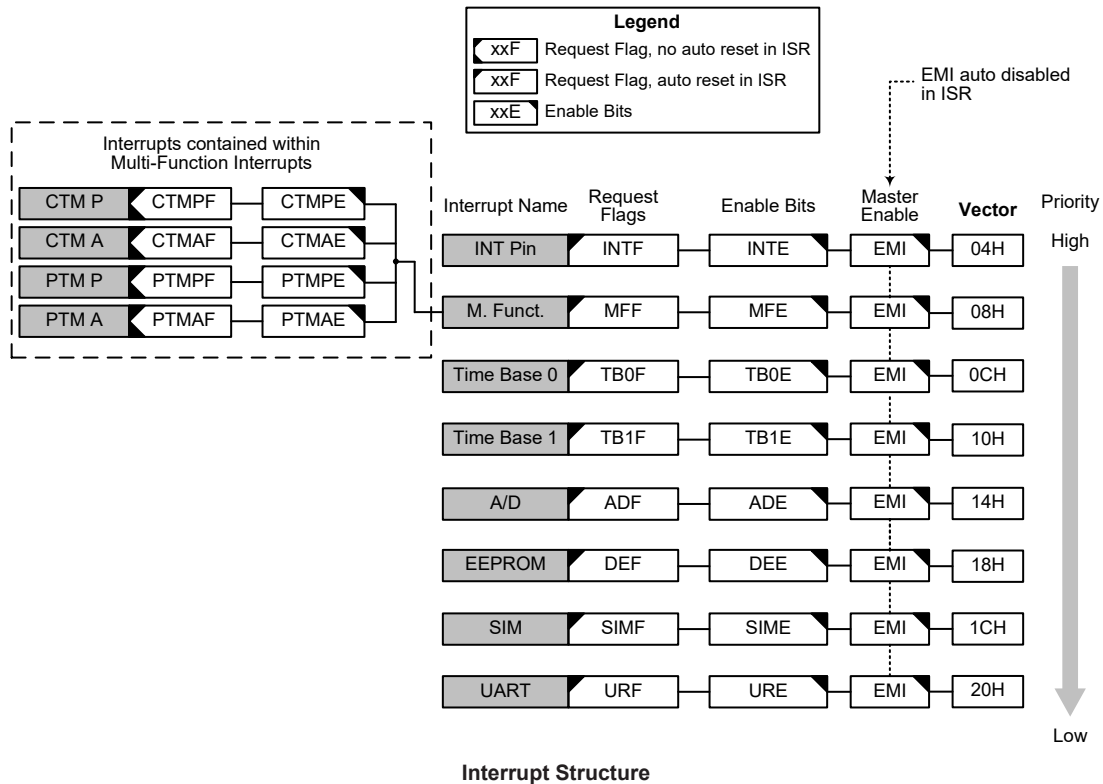 Legend
xxF Request Flag, no auto reset in ISR
xxF Request Flag, auto reset in ISR
xxE Enable Bits
EMI auto disabled
in ISR
Interrupts contained within
Multi-Function Interrupts
CTM P CTMPF CTMPE
CTM A CTMAF CTMAE
PTM P PTMPF PTMPE
PTM A PTMAF PTMAE
Interrupt Name Request Flags Enable Bits Master Enable Vector Priority
INT Pin INTF INTE EMI 04H High
M. Funct. MFF MFE EMI 08H
Time Base 0 TB0F TB0E EMI 0CH
Time Base 1 TB1F TB1E EMI 10H
A/D ADF ADE EMI 14H
EEPROM DEF DEE EMI 18H
SIM SIMF SIME EMI 1CH
UART URF URE EMI 20H
Low
Interrupt Structure